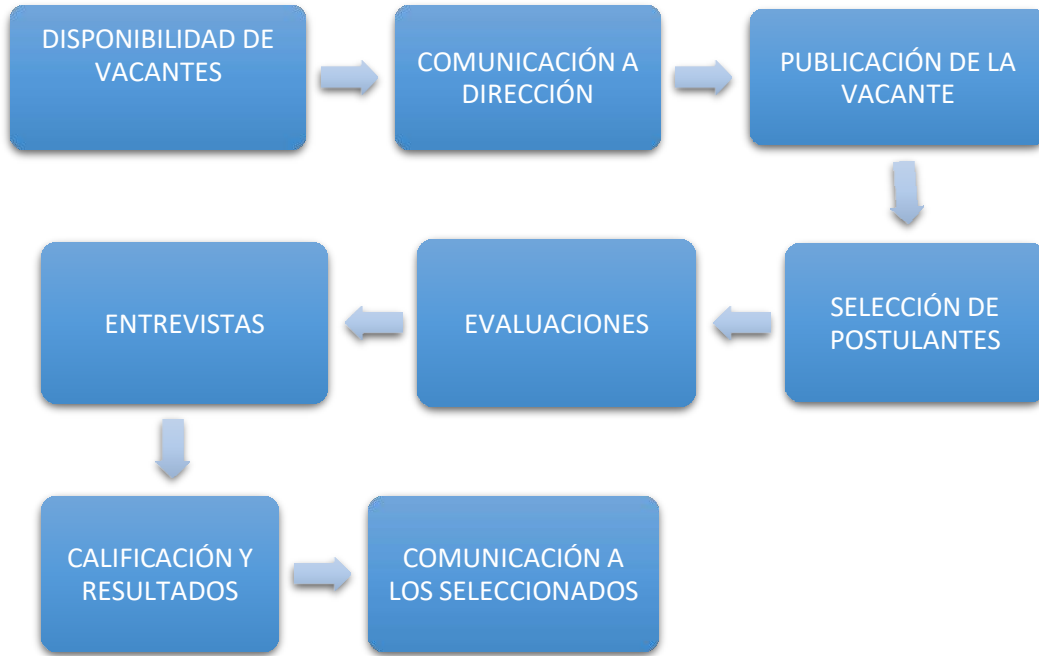 DISPONIBILIDAD DE
VACANTES
COMUNICACIÓN A
DIRECCIÓN
PUBLICACIÓN DE LA
VACANTE
SELECCIÓN DE
POSTULANTES
EVALUACIONES
ENTREVISTAS
CALIFICACIÓN Y
RESULTADOS
COMUNICACIÓN A
LOS SELECCIONADOS